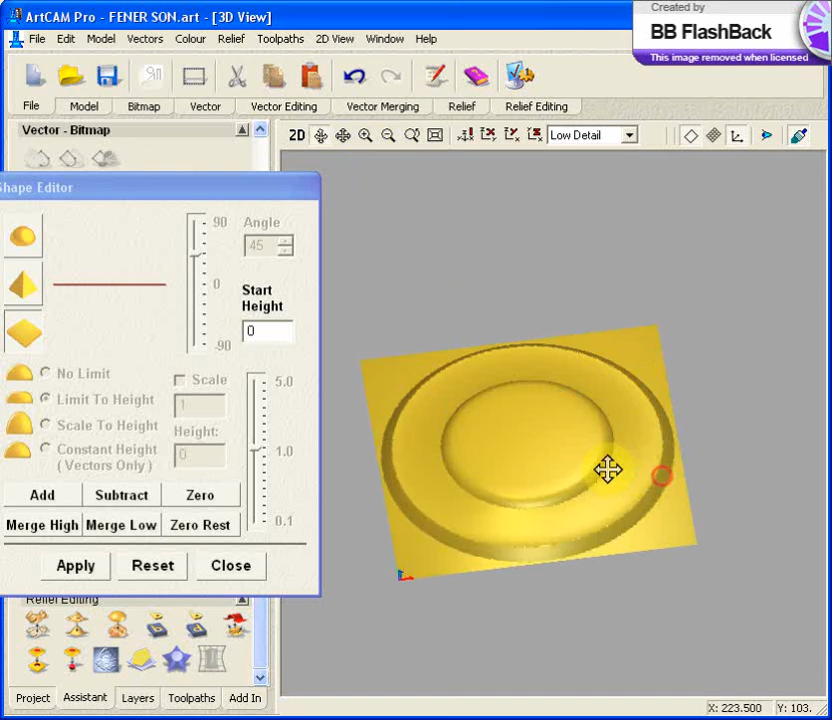 ArtCAM Pro - FENER SON.art - [3D View]
Created by
BB FlashBack
This image removed when licensed
File Edit Model Vectors Colour Relief Toolpaths 2D View Window Help
File Model Bitmap Vector Vector Editing Vector Merging Relief Relief Editing
Vector - Bitmap
2D
Low Detail
Shape Editor
90
0
-90
Angle
45
Start
Height
0
No Limit
Limit To Height
Scale To Height
Constant Height
( Vectors Only )
Scale
1
Height:
0
5.0
1.0
0.1
Add Subtract Zero
Merge High Merge Low Zero Rest
Apply Reset Close
Relief Editing
Project Assistant Layers Toolpaths Add In
X: 223.500 Y: 103.